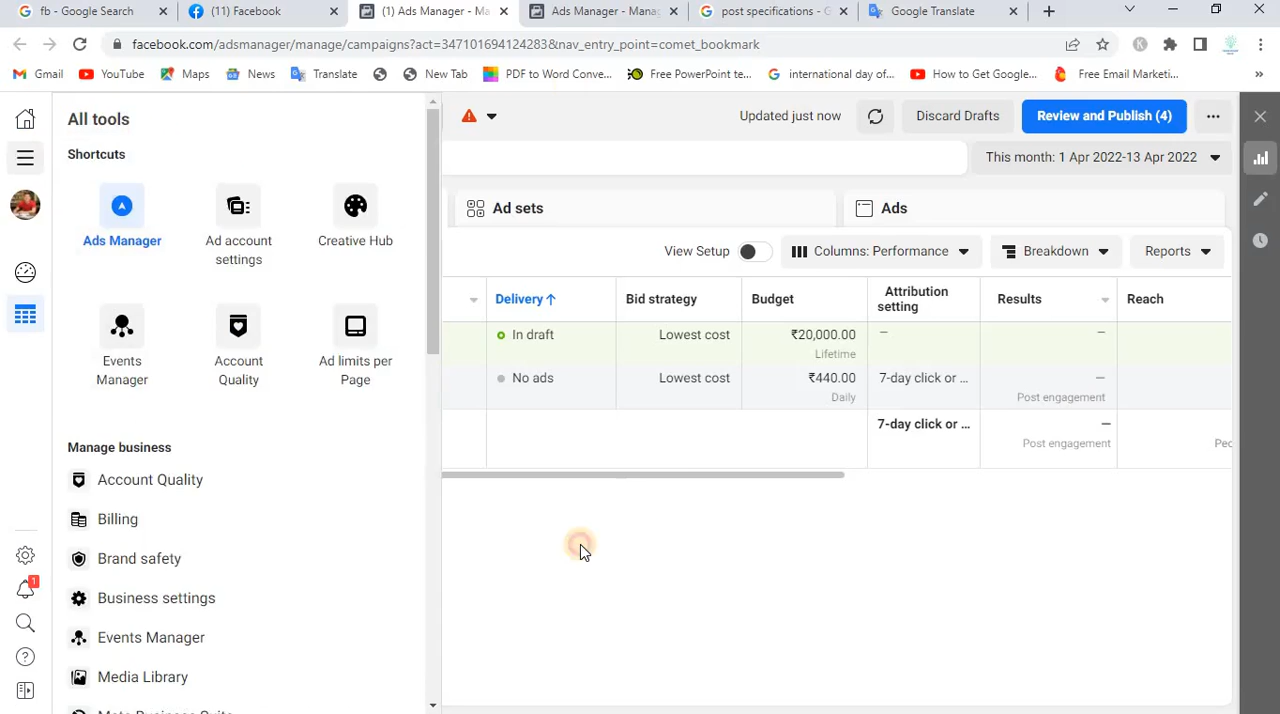 fb - Google Search
(11) Facebook
(1) Ads Manager - Ma
Ads Manager - Manag
post specifications - G
Google Translate
facebook.com/adsmanager/manage/campaigns?act=347101694124283&nav_entry_point=comet_bookmark
Gmail
YouTube
Maps
News
Translate
New Tab
PDF to Word Conve...
Free PowerPoint te...
international day of...
How to Get Google...
Free Email Marketi...
»
All tools
Shortcuts
Ads Manager
Ad account
settings
Creative Hub
Events
Manager
Account
Quality
Ad limits per
Page
Manage business
Account Quality
Billing
Brand safety
Business settings
Events Manager
Media Library
1
Updated just now
Discard Drafts
Review and Publish (4)
...
This month: 1 Apr 2022-13 Apr 2022
Ad sets
Ads
View Setup
Columns: Performance
Breakdown
Reports
Delivery ↑
Bid strategy
Budget
Attribution
setting
Results
Reach
In draft
Lowest cost
₹20,000.00
Lifetime
—
—
No ads
Lowest cost
₹440.00
Daily
7-day click or ...
—
Post engagement
7-day click or ...
—
Post engagement
Pec